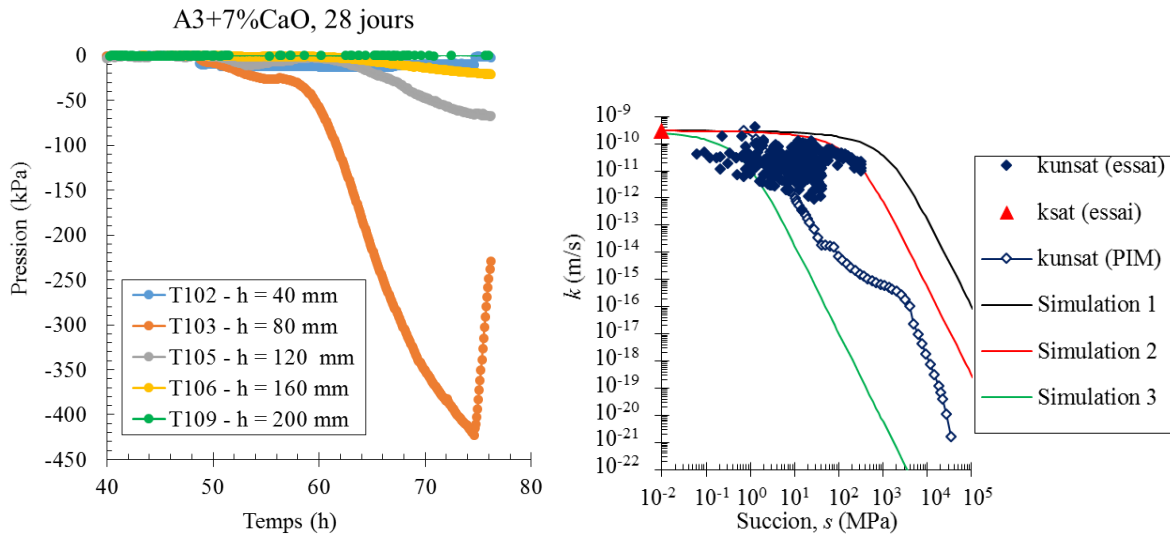 A3+7%CaO, 28 jours
0
-50
-100
-150
-200
-250
-300
-350
-400
-450
Pression (kPa)
T102 - h = 40 mm
T103 - h = 80 mm
T105 - h = 120 mm
T106 - h = 160 mm
T109 - h = 200 mm
40
50
60
70
80
Temps (h)
10⁻⁹
10⁻¹⁰
10⁻¹¹
10⁻¹²
10⁻¹³
10⁻¹⁴
10⁻¹⁵
10⁻¹⁶
10⁻¹⁷
10⁻¹⁸
10⁻¹⁹
10⁻²⁰
10⁻²¹
10⁻²²
k (m/s)
10⁻² 10⁻¹ 10⁰ 10¹ 10² 10³ 10⁴ 10⁵
Succion, s (MPa)
kunsat (essai)
ksat (essai)
kunsat (PIM)
Simulation 1
Simulation 2
Simulation 3